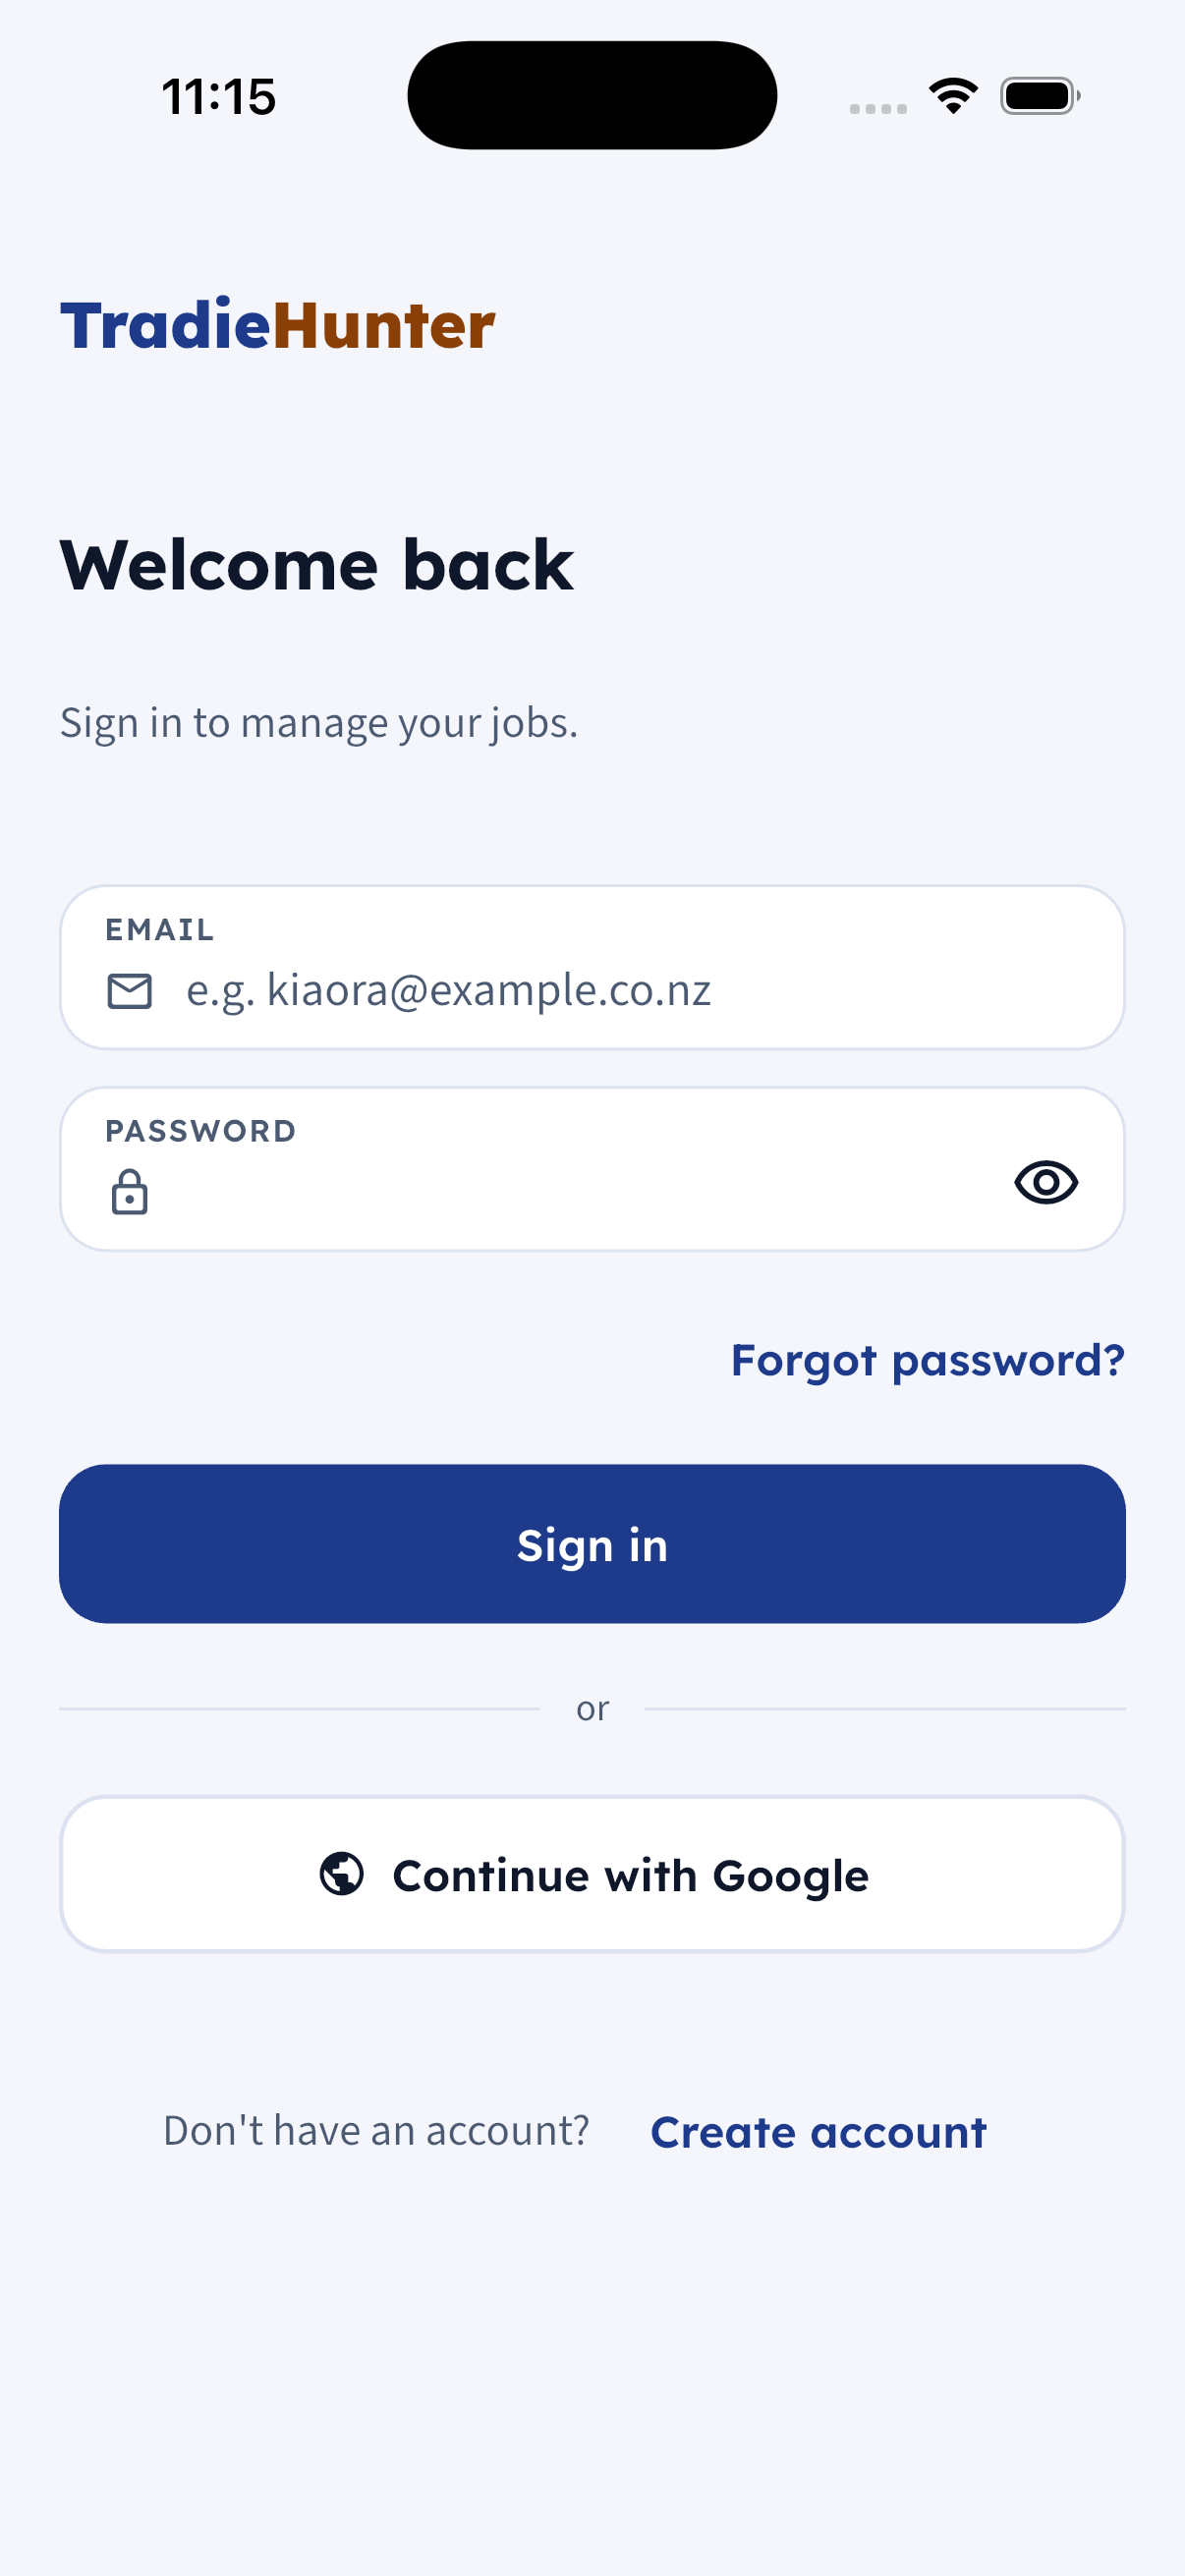 11:15
TradieHunter
Welcome back
Sign in to manage your jobs.
EMAIL
e.g. kiaora@example.co.nz
PASSWORD
Forgot password?
Sign in
or
Continue with Google
Don't have an account? Create account